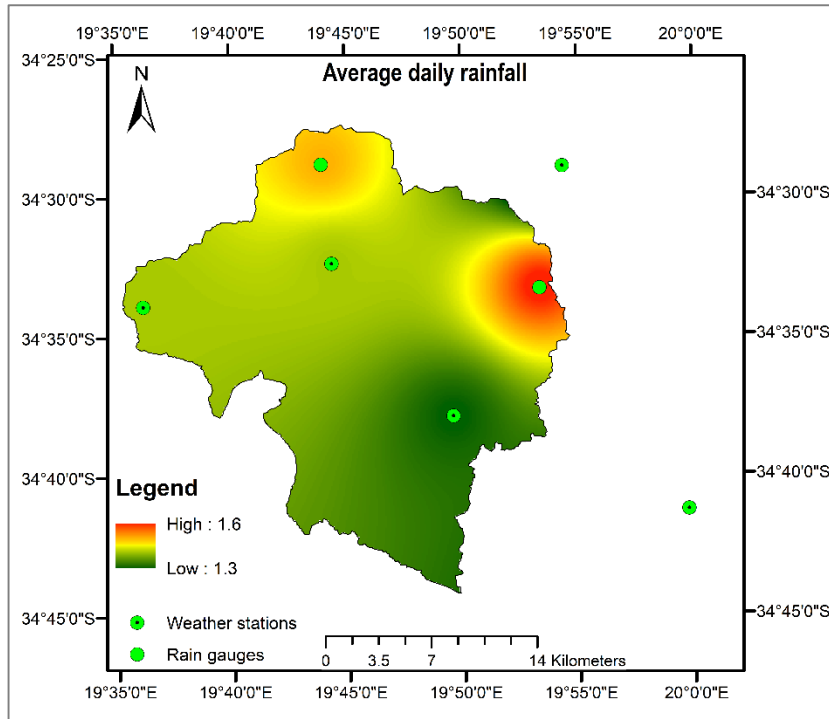 19°35'0"E 19°40'0"E 19°45'0"E 19°50'0"E 19°55'0"E 20°0'0"E
34°25'0"S
Average daily rainfall
N
34°30'0"S 34°30'0"S
34°35'0"S 34°35'0"S
34°40'0"S 34°40'0"S
Legend
High : 1.6
Low : 1.3
34°45'0"S 34°45'0"S
Weather stations
Rain gauges
0 3.5 7 14 Kilometers
19°35'0"E 19°40'0"E 19°45'0"E 19°50'0"E 19°55'0"E 20°0'0"E